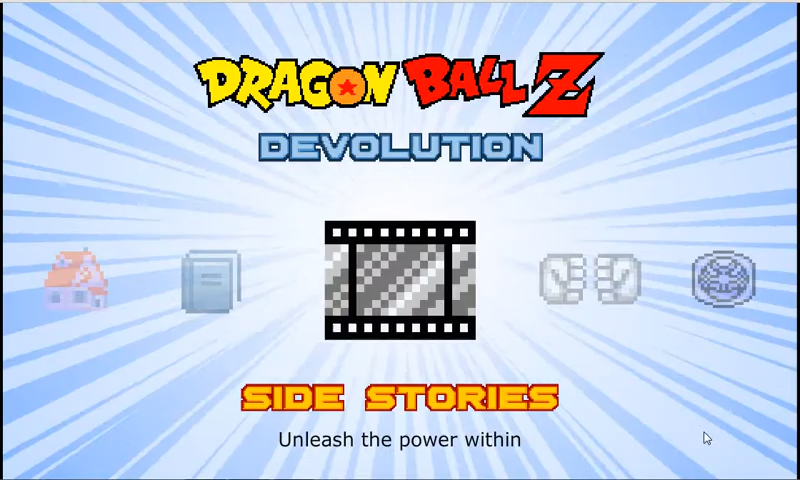 DRAGON BALL Z
DEVOLUTION
SIDE STORIES
Unleash the power within